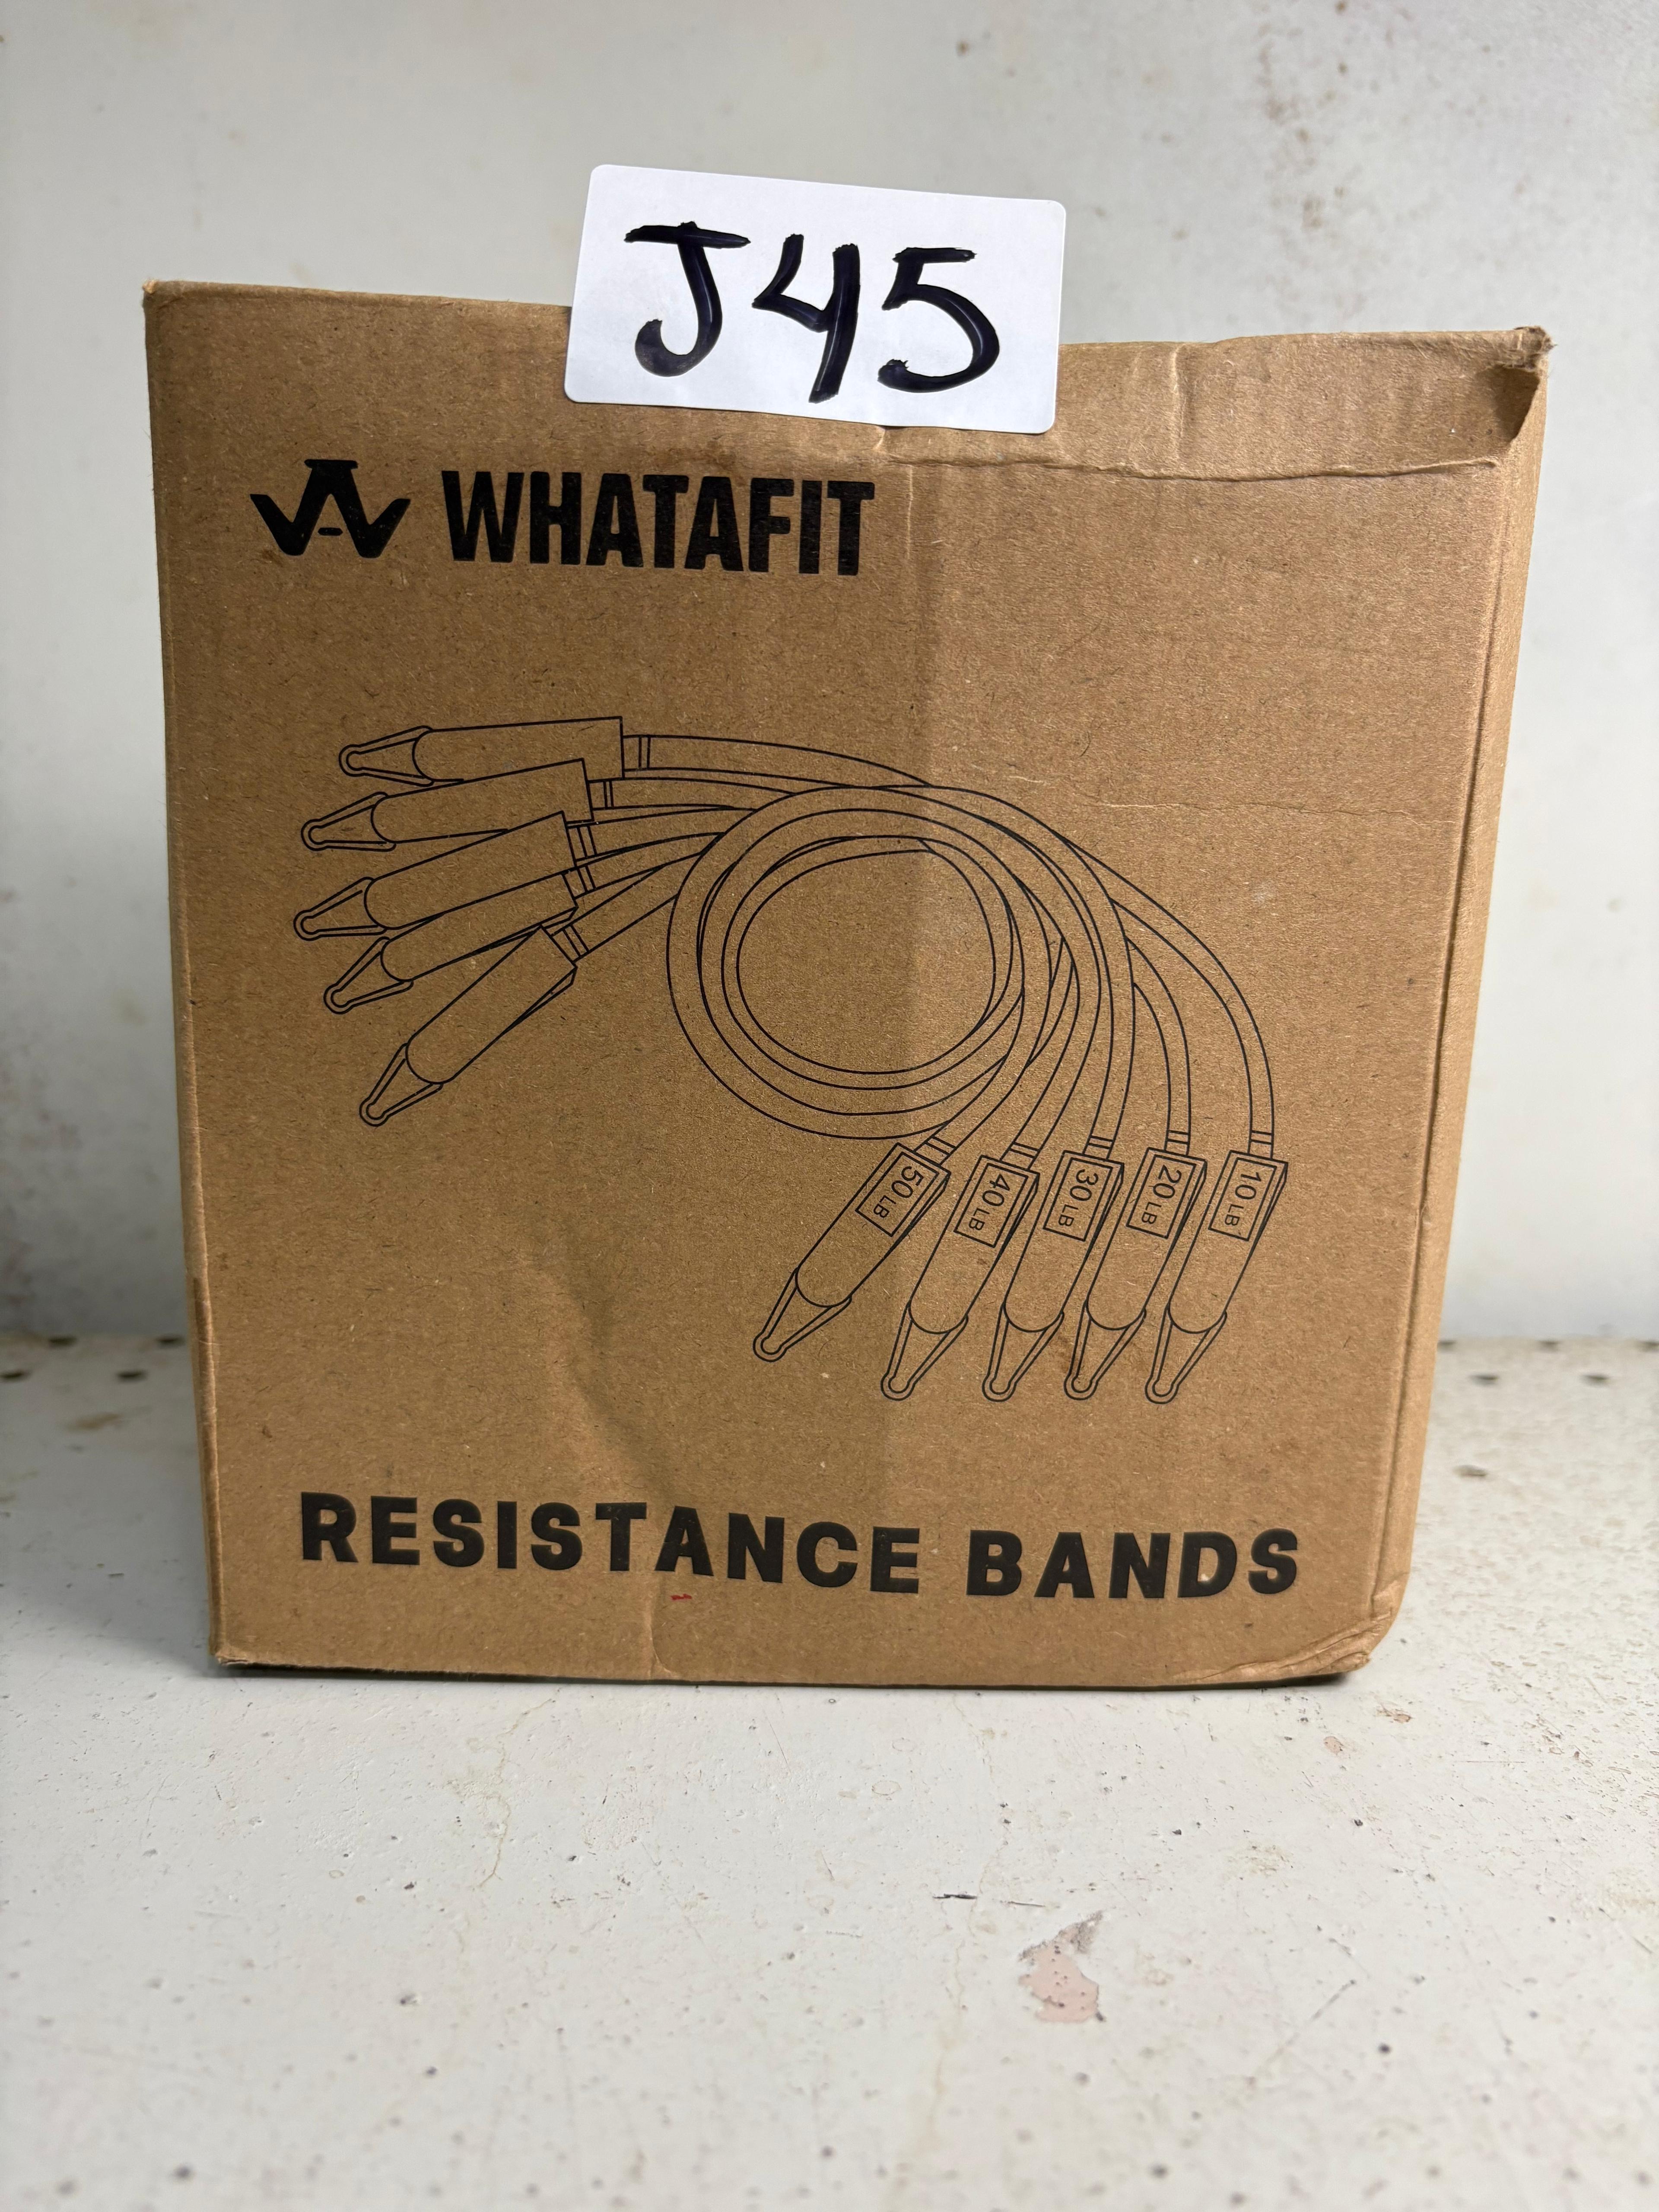 J45
WHATAFIT
50 LB
40 LB
30 LB
20 LB
10 LB
RESISTANCE BANDS